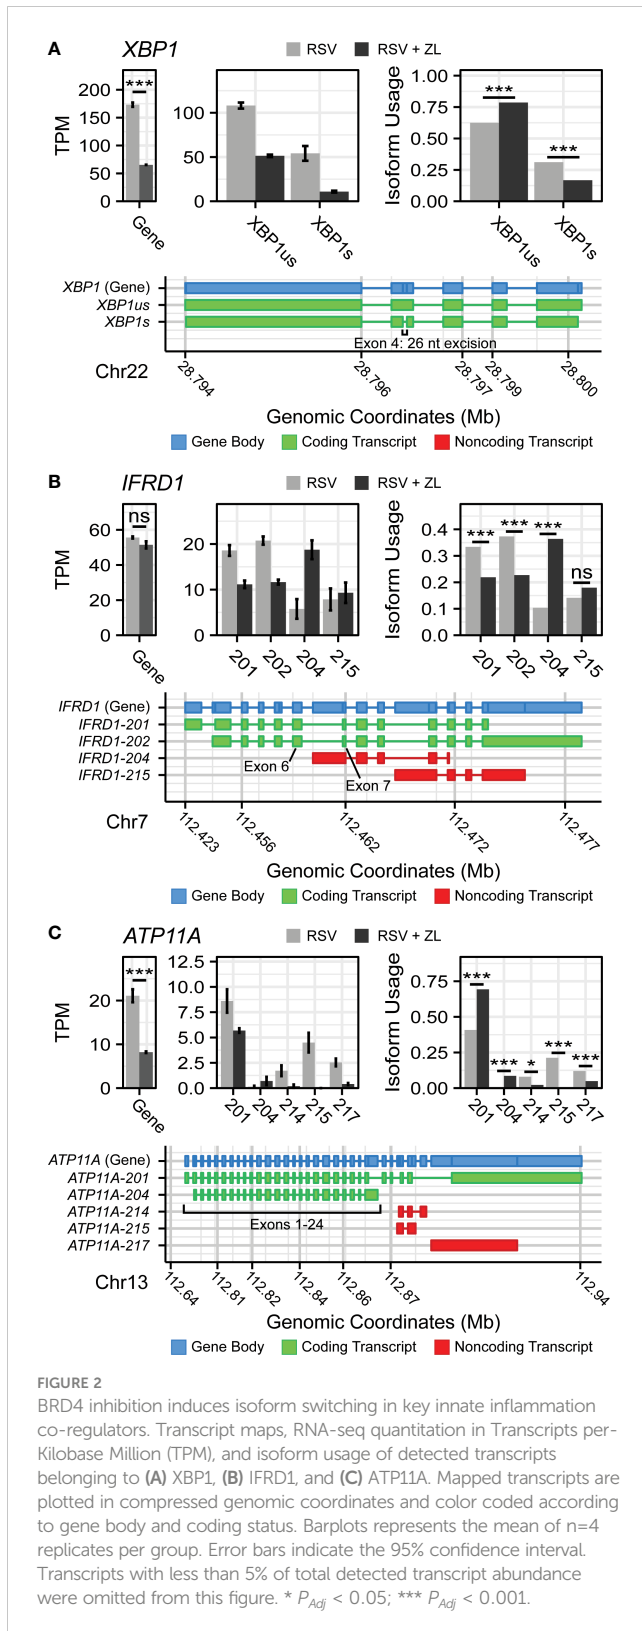 A XBP1
RSV RSV + ZL
TPM
200
150
100
50
0
***
Gene
100
50
0
XBP1us
XBP1s
Isoform Usage
1.00
0.75
0.50
0.25
0.00
***
***
XBP1us
XBP1s
XBP1 (Gene)
XBP1us
XBP1s
Exon 4: 26 nt excision
Chr22
28.794 28.796 28.797 28.799 28.800
Genomic Coordinates (Mb)
Gene Body Coding Transcript Noncoding Transcript
B IFRD1
RSV RSV + ZL
TPM
60
40
20
0
ns
Gene
20
10
0
201 202 204 215
Isoform Usage
0.4
0.3
0.2
0.1
0.0
*** *** *** ns
201 202 204 215
IFRD1 (Gene)
IFRD1-201
IFRD1-202
IFRD1-204
IFRD1-215
Exon 6
Exon 7
Chr7
112.423 112.456 112.462 112.472 112.477
Genomic Coordinates (Mb)
Gene Body Coding Transcript Noncoding Transcript
C ATP11A
RSV RSV + ZL
TPM
20
10
0
***
Gene
12.5
10.0
7.5
5.0
2.5
0.0
201 204 214 215 217
Isoform Usage
0.75
0.50
0.25
0.00
*** *** * *** ***
201 204 214 215 217
ATP11A (Gene)
ATP11A-201
ATP11A-204
ATP11A-214
ATP11A-215
ATP11A-217
Exons 1-24
Chr13
112.64 112.81 112.82 112.84 112.86 112.87 112.94
Genomic Coordinates (Mb)
Gene Body Coding Transcript Noncoding Transcript
FIGURE 2
BRD4 inhibition induces isoform switching in key innate inflammation
co-regulators. Transcript maps, RNA-seq quantitation in Transcripts per-
Kilobase Million (TPM), and isoform usage of detected transcripts
belonging to (A) XBP1, (B) IFRD1, and (C) ATP11A. Mapped transcripts are
plotted in compressed genomic coordinates and color coded according
to gene body and coding status. Barplots represents the mean of n=4
replicates per group. Error bars indicate the 95% confidence interval.
Transcripts with less than 5% of total detected transcript abundance
were omitted from this figure. * PAdj < 0.05; *** PAdj < 0.001.